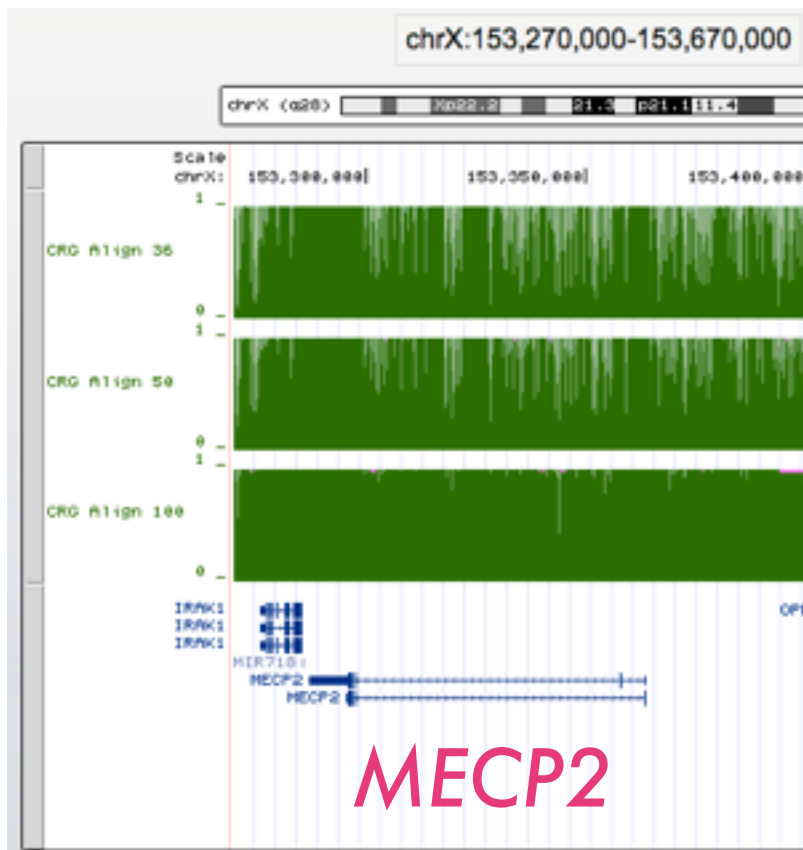 chrX:153,270,000-153,670,000
chrX (q28) Xp22.2 21.3 p21.1 11.4
Scale
chrX: 153,300,000| 153,350,000| 153,400,000
1 _
CRG Align 36
0 _
1 _
CRG Align 50
0 _
1 _
CRG Align 100
0 _
IRAK1 OP
IRAK1
IRAK1
MIR718
MECP2
MECP2
MECP2